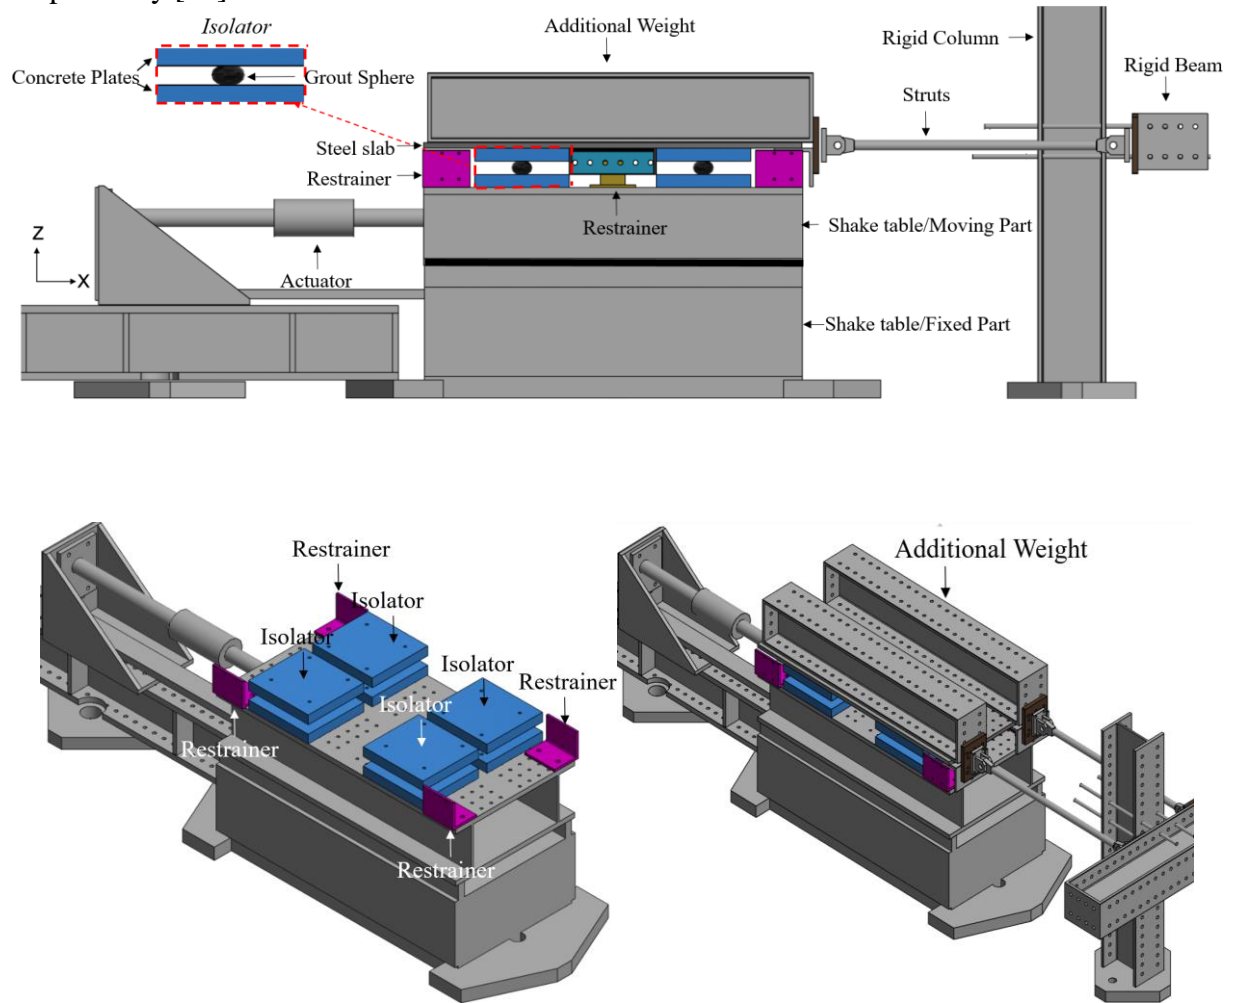 Isolator
Additional Weight
Rigid Column
Rigid Beam
Concrete Plates
Grout Sphere
Struts
Steel slab
Restrainer
Restrainer
Shake table/Moving Part
Z
X
Actuator
Shake table/Fixed Part
Restrainer
Isolator
Isolator
Isolator
Restrainer
Isolator
Restrainer
Restrainer
Additional Weight